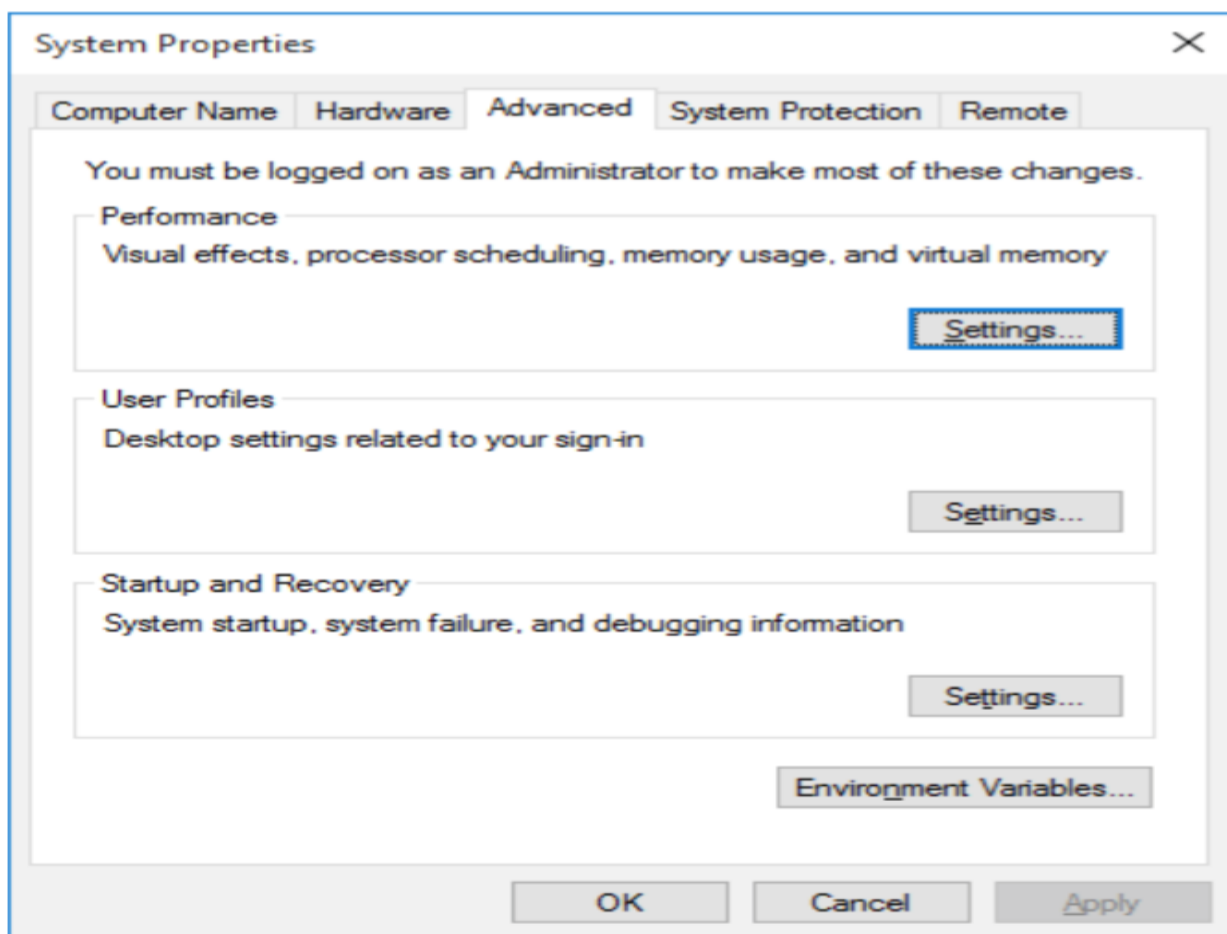 System Properties
Computer Name Hardware Advanced System Protection Remote
You must be logged on as an Administrator to make most of these changes.
Performance
Visual effects, processor scheduling, memory usage, and virtual memory
Settings...
User Profiles
Desktop settings related to your sign-in
Settings...
Startup and Recovery
System startup, system failure, and debugging information
Settings...
Environment Variables...
OK Cancel Apply